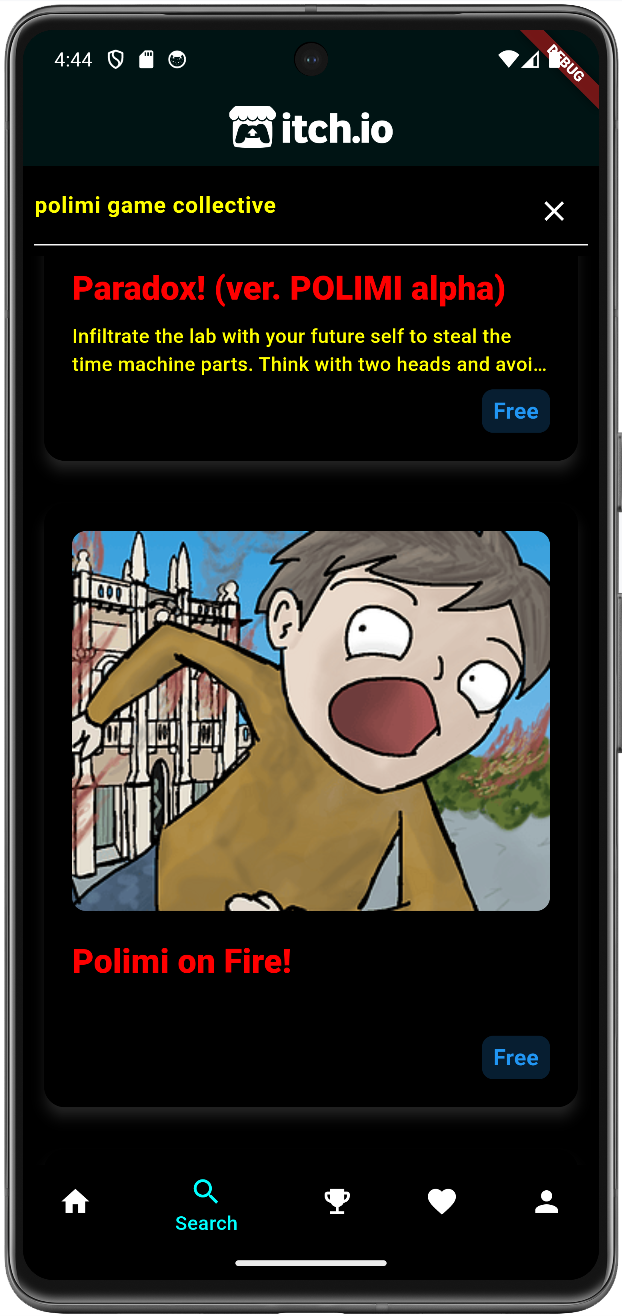 4:44
DEBUG
itch.io
polimi game collective
Paradox! (ver. POLIMI alpha)
Infiltrate the lab with your future self to steal the
time machine parts. Think with two heads and avoi...
Free
Polimi on Fire!
Free
Search